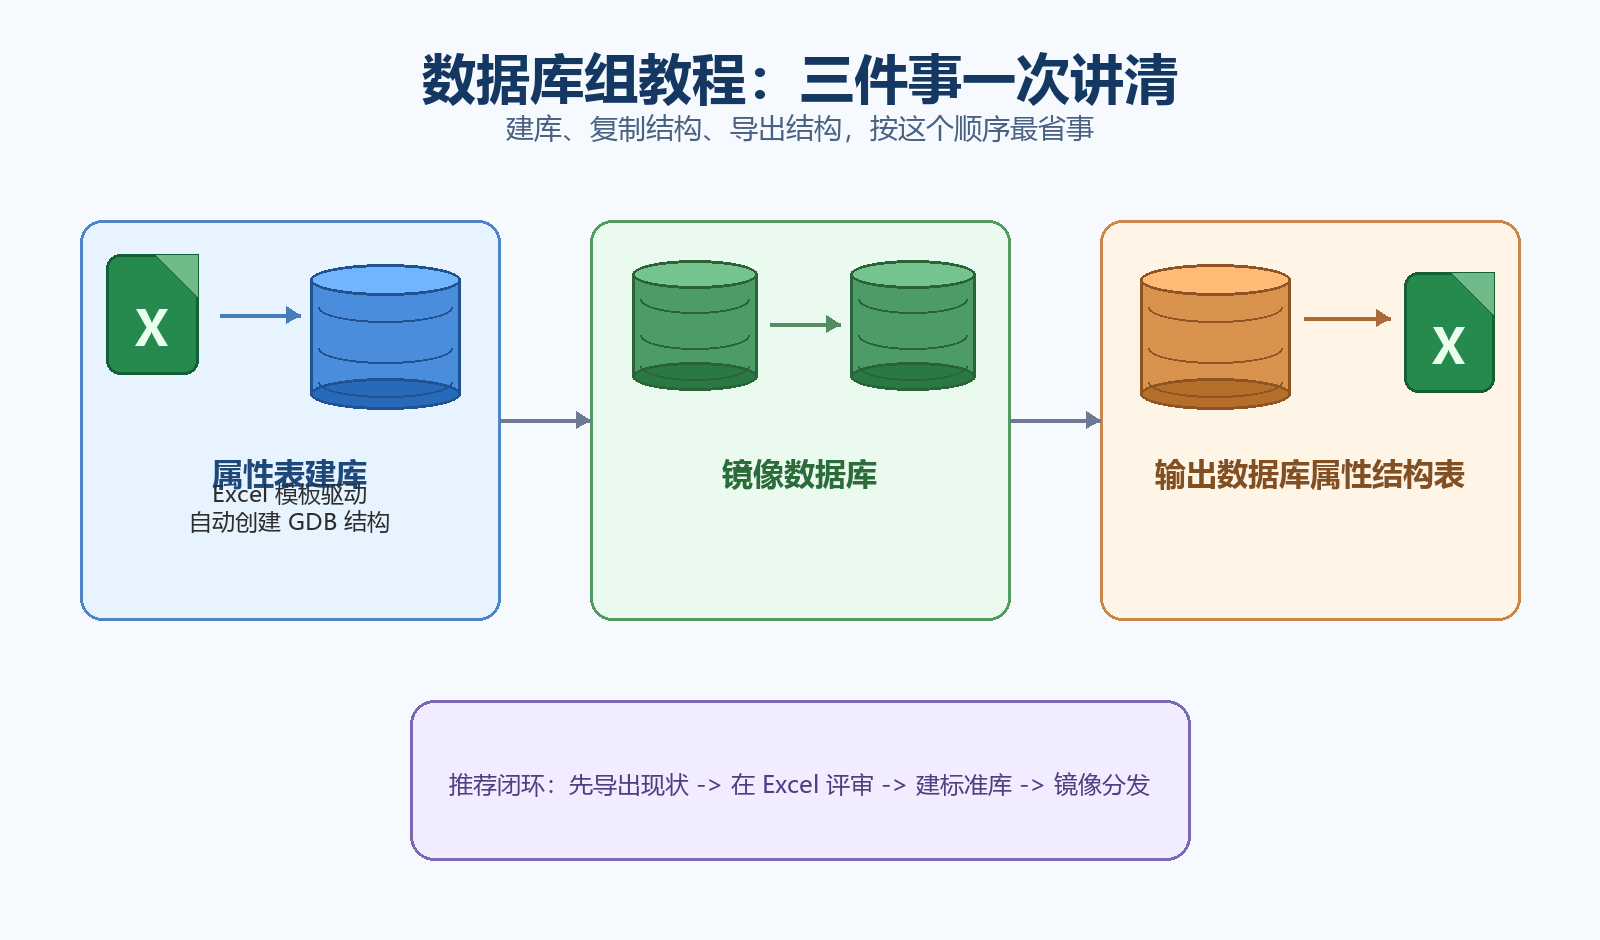 数据库组教程：三件事一次讲清
建库、复制结构、导出结构，按这个顺序最省事
X
属性表建库
Excel 模板驱动
自动创建 GDB 结构
镜像数据库
X
输出数据库属性结构表
推荐闭环：先导出现状 -> 在 Excel 评审 -> 建标准库 -> 镜像分发